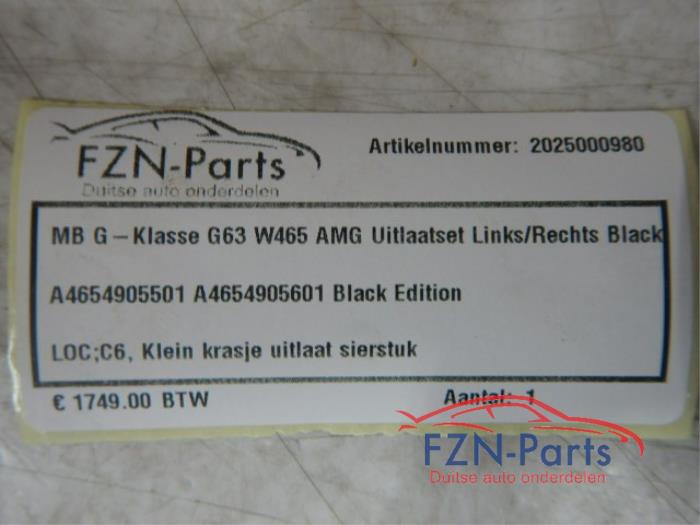 FZN-Parts
Duitse auto onderdelen
Artikelnummer: 2025000980
MB G-Klasse G63 W465 AMG Uitlaatset Links/Rechts Black
A4654905501 A4654905601 Black Edition
LOC;C6, Klein krasje uitlaat sierstuk
€ 1749.00 BTW
Aantal: 1
FZN-Parts
Duitse auto onderdelen